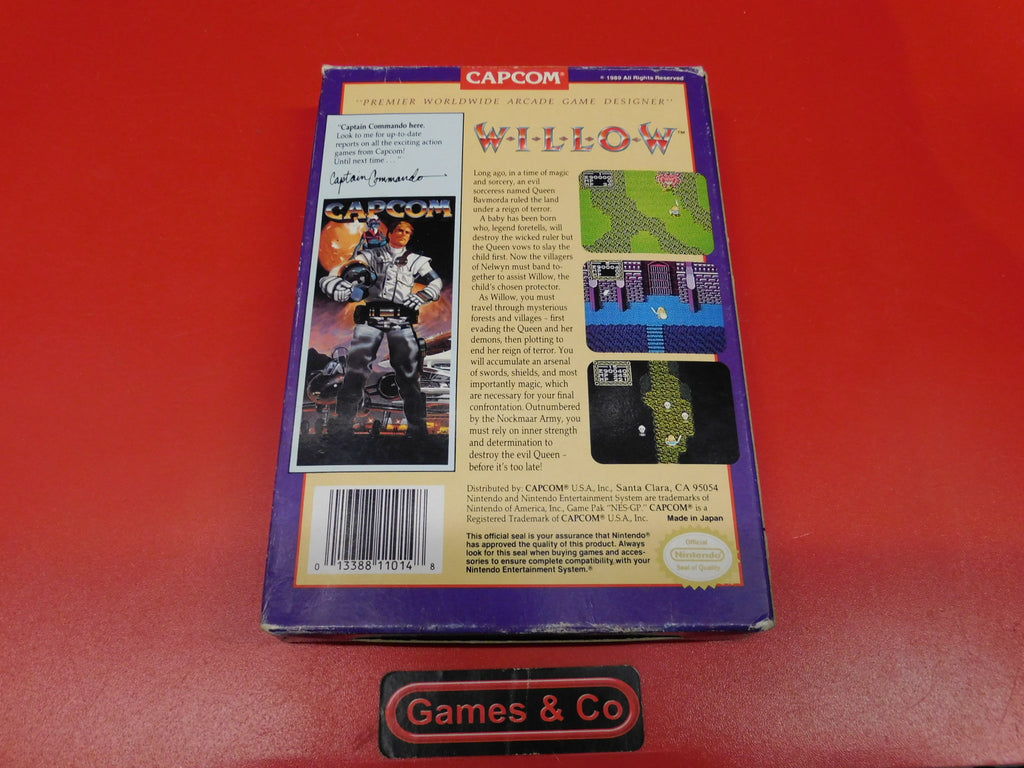 CAPCOM®
© 1989 All Rights Reserved
"PREMIER WORLDWIDE ARCADE GAME DESIGNER"
"Captain Commando here.
Look to me for up-to-date
reports on all the exciting action
games from Capcom!
Until next time . . ."
Captain Commando
CAPCOM
W·I·L·L·O·W™
Long ago, in a time of magic
and sorcery, an evil
sorceress named Queen
Bavmorda ruled the land
under a reign of terror.
A baby has been born
who, legend foretells, will
destroy the wicked ruler but
the Queen vows to slay the
child first. Now the villagers
of Nelwyn must band to-
gether to assist Willow, the
child's chosen protector.
As Willow, you must
travel through mysterious
forests and villages – first
evading the Queen and her
demons, then plotting to
end her reign of terror. You
will accumulate an arsenal
of swords, shields, and most
importantly magic, which
are necessary for your final
confrontation. Outnumbered
by the Nockmaar Army, you
must rely on inner strength
and determination to
destroy the evil Queen –
before it's too late!
Distributed by: CAPCOM® U.S.A., Inc., Santa Clara, CA 95054
Nintendo and Nintendo Entertainment System are trademarks of
Nintendo of America, Inc., Game Pak "NES-GP." CAPCOM® is a
Registered Trademark of CAPCOM® U.S.A., Inc.
Made in Japan
This official seal is your assurance that Nintendo®
has approved the quality of this product. Always
look for this seal when buying games and acces-
sories to ensure complete compatibility with your
Nintendo Entertainment System.®
Official
Nintendo
Seal of Quality
0 13388 11014 8
Games & Co